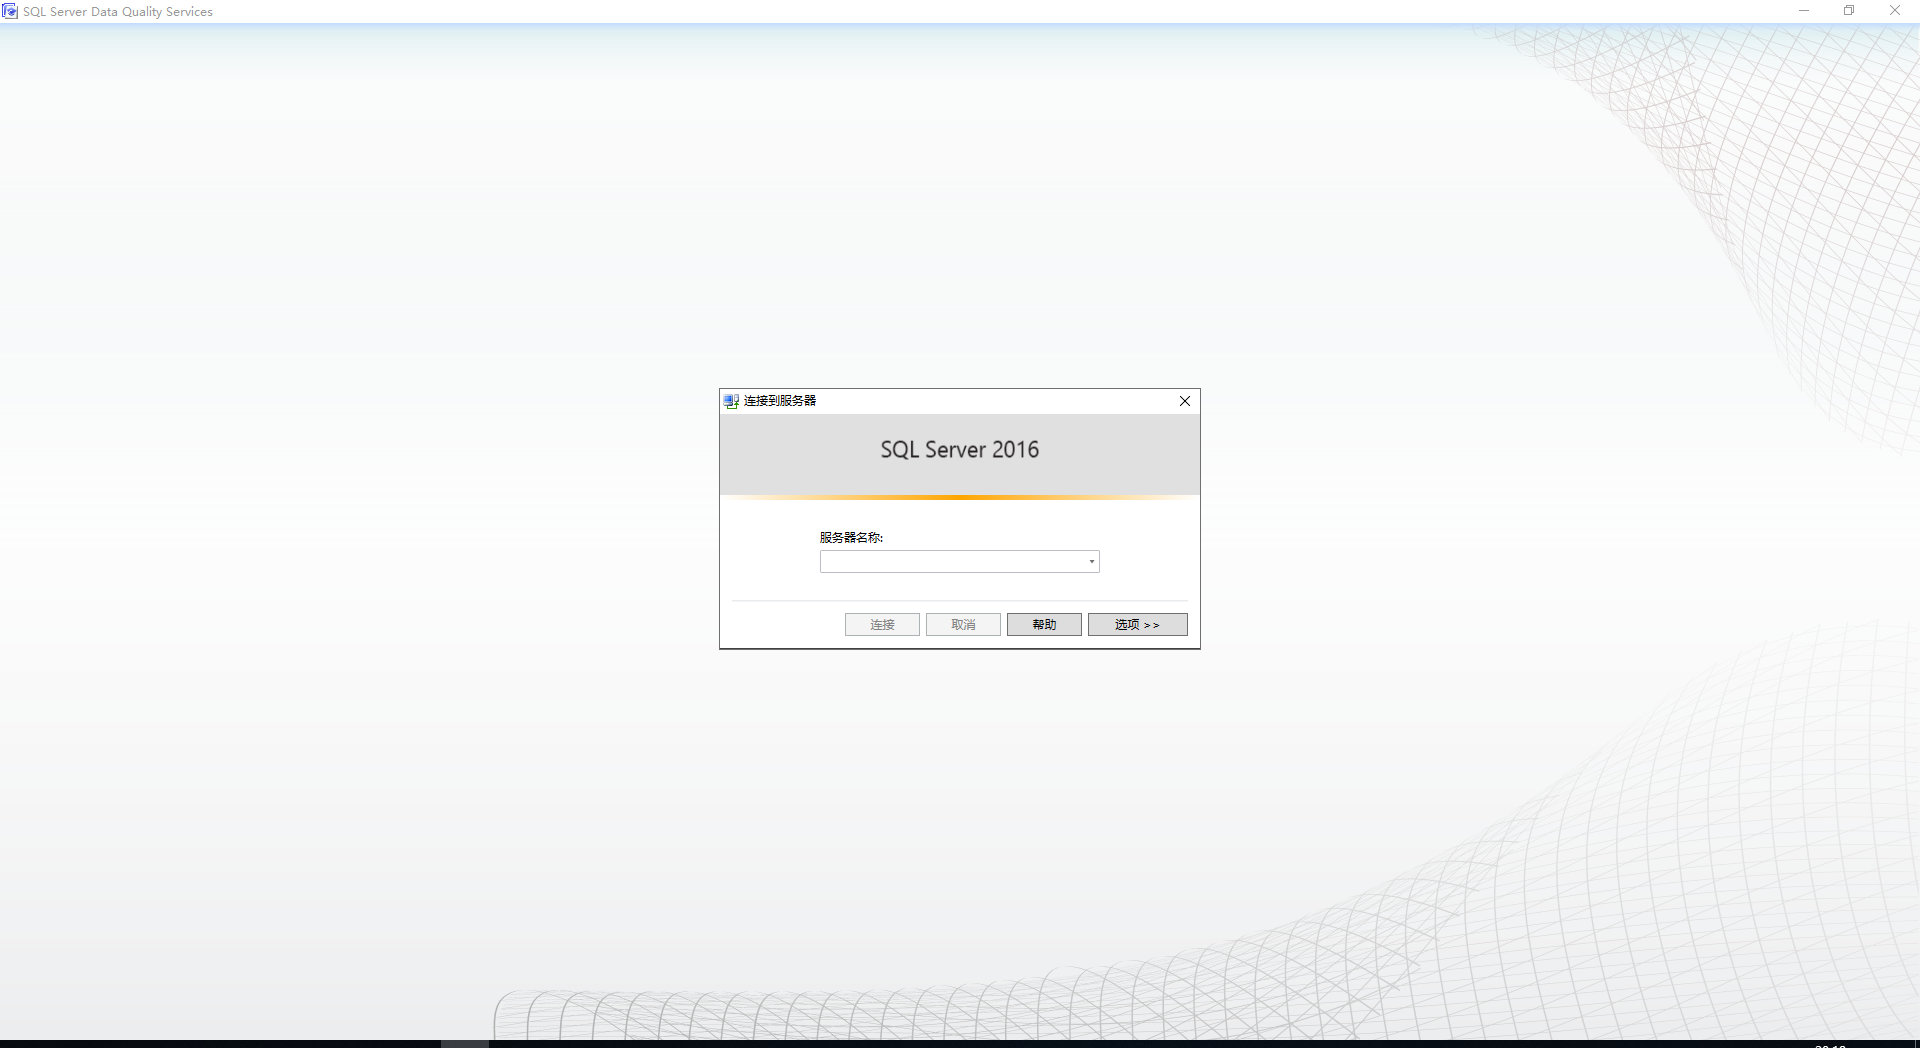 SQL Server Data Quality Services
连接到服务器
SQL Server 2016
服务器名称:
连接
取消
帮助
选项 >>